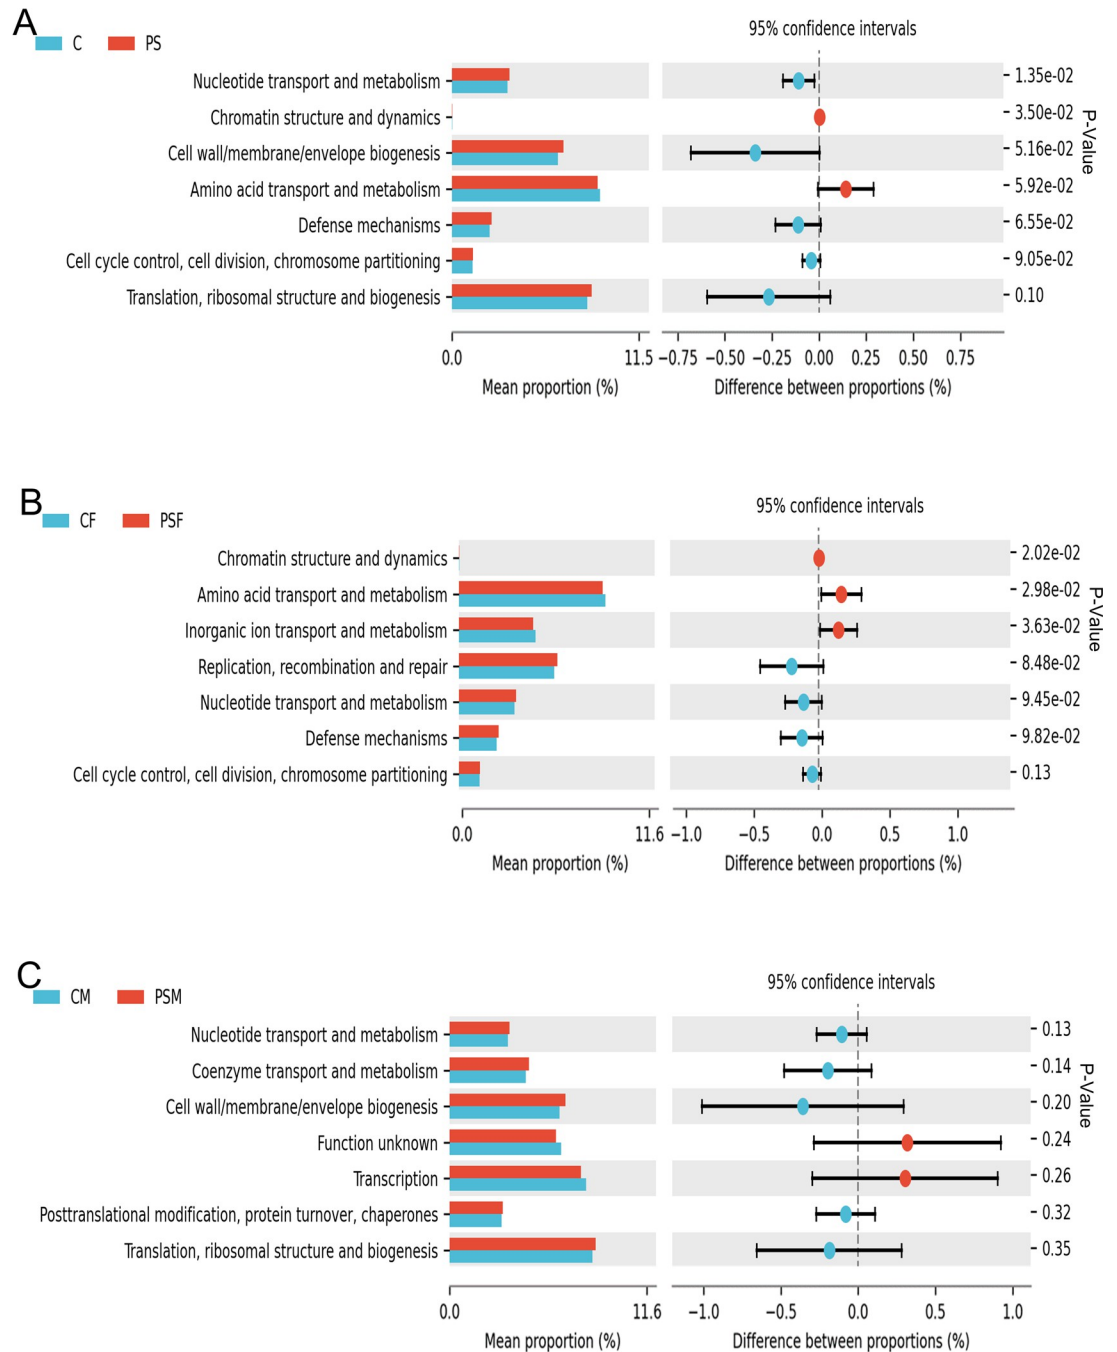 A
C PS
95% confidence intervals
Nucleotide transport and metabolism 1.35e-02
Chromatin structure and dynamics 3.50e-02
Cell wall/membrane/envelope biogenesis 5.16e-02
Amino acid transport and metabolism 5.92e-02
Defense mechanisms 6.55e-02
Cell cycle control, cell division, chromosome partitioning 9.05e-02
Translation, ribosomal structure and biogenesis 0.10
P-Value
0.0 11.5 −0.75 −0.50 −0.25 0.00 0.25 0.50 0.75
Mean proportion (%) Difference between proportions (%)
B
CF PSF
95% confidence intervals
Chromatin structure and dynamics 2.02e-02
Amino acid transport and metabolism 2.98e-02
Inorganic ion transport and metabolism 3.63e-02
Replication, recombination and repair 8.48e-02
Nucleotide transport and metabolism 9.45e-02
Defense mechanisms 9.82e-02
Cell cycle control, cell division, chromosome partitioning 0.13
P-Value
0.0 11.6 −1.0 −0.5 0.0 0.5 1.0
Mean proportion (%) Difference between proportions (%)
C
CM PSM
95% confidence intervals
Nucleotide transport and metabolism 0.13
Coenzyme transport and metabolism 0.14
Cell wall/membrane/envelope biogenesis 0.20
Function unknown 0.24
Transcription 0.26
Posttranslational modification, protein turnover, chaperones 0.32
Translation, ribosomal structure and biogenesis 0.35
P-Value
0.0 11.6 −1.0 −0.5 0.0 0.5 1.0
Mean proportion (%) Difference between proportions (%)